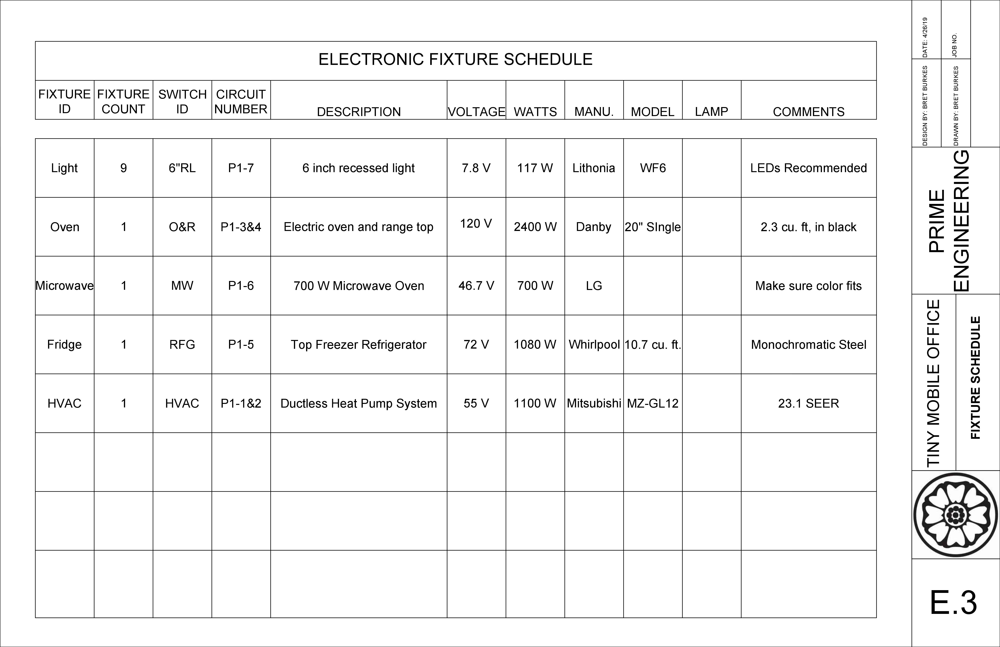 ELECTRONIC FIXTURE SCHEDULE
FIXTURE ID FIXTURE COUNT SWITCH ID CIRCUIT NUMBER DESCRIPTION VOLTAGE WATTS MANU. MODEL LAMP COMMENTS
Light 9 6"RL P1-7 6 inch recessed light 7.8 V 117 W Lithonia WF6 LEDs Recommended
Oven 1 O&R P1-3&4 Electric oven and range top 120 V 2400 W Danby 20" SIngle 2.3 cu. ft, in black
Microwave 1 MW P1-6 700 W Microwave Oven 46.7 V 700 W LG Make sure color fits
Fridge 1 RFG P1-5 Top Freezer Refrigerator 72 V 1080 W Whirlpool 10.7 cu. ft. Monochromatic Steel
HVAC 1 HVAC P1-1&2 Ductless Heat Pump System 55 V 1100 W Mitsubishi MZ-GL12 23.1 SEER
DATE: 4/26/19
JOB NO.
DESIGN BY: BRET BURKES
DRAWN BY: BRET BURKES
PRIME
ENGINEERING
TINY MOBILE OFFICE
FIXTURE SCHEDULE
E.3